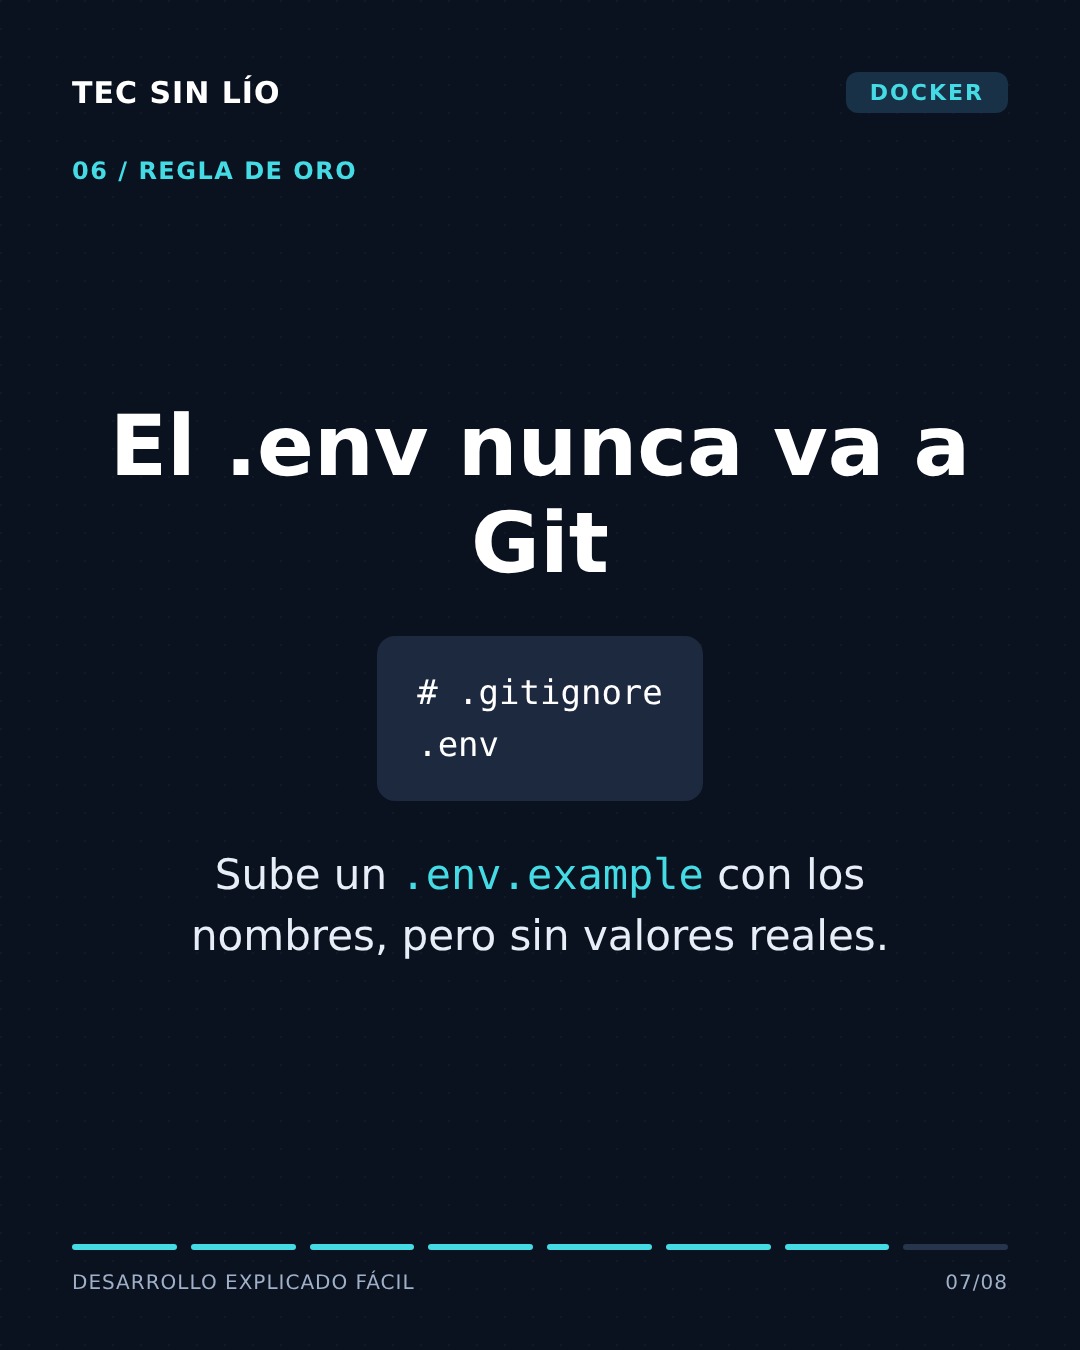 TEC SIN LÍO
DOCKER
06 / REGLA DE ORO
El .env nunca va a
Git
# .gitignore
.env
Sube un .env.example con los
nombres, pero sin valores reales.
DESARROLLO EXPLICADO FÁCIL
07/08